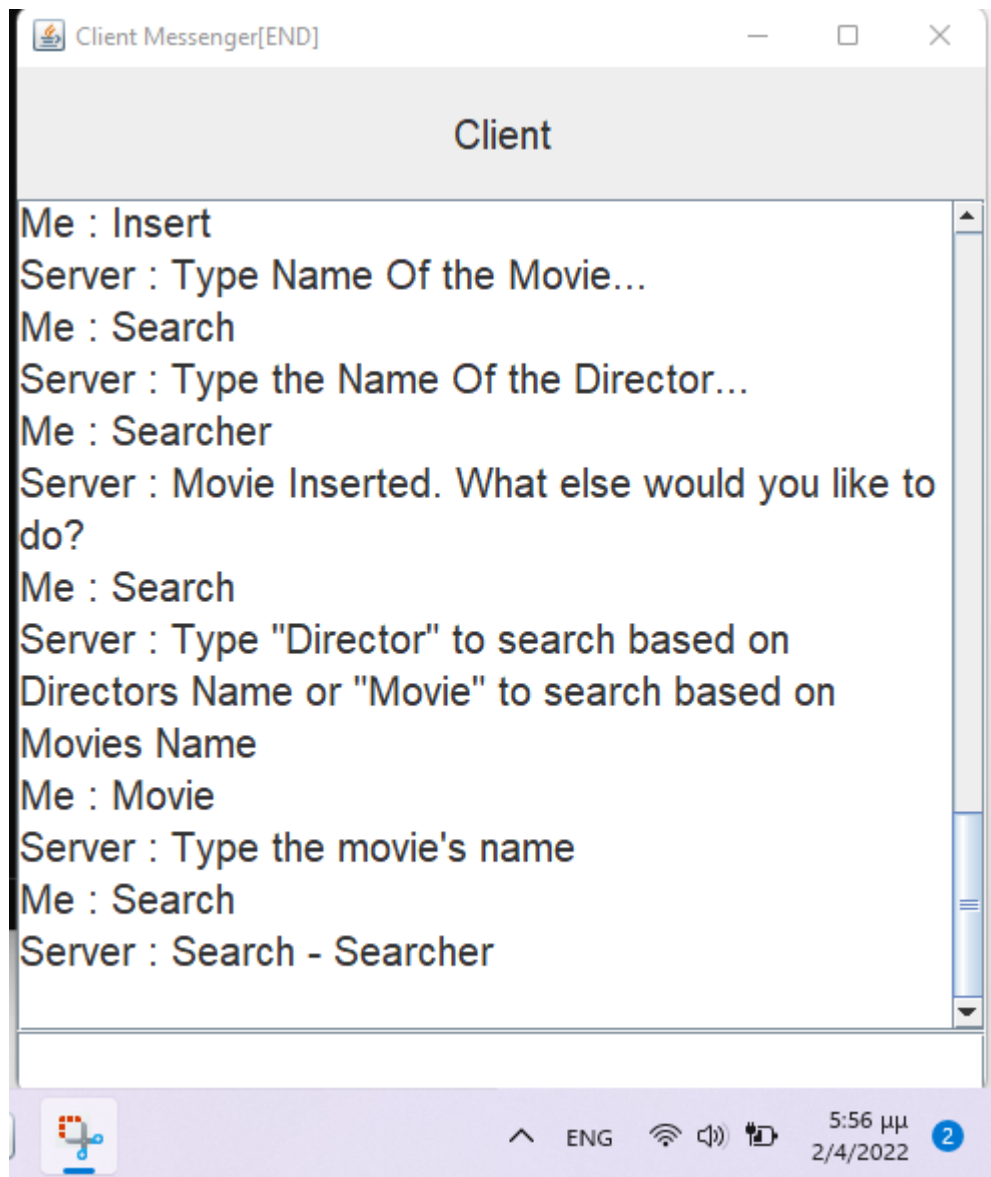 Client Messenger[END]
Client
Me : Insert
Server : Type Name Of the Movie...
Me : Search
Server : Type the Name Of the Director...
Me : Searcher
Server : Movie Inserted. What else would you like to
do?
Me : Search
Server : Type "Director" to search based on
Directors Name or "Movie" to search based on
Movies Name
Me : Movie
Server : Type the movie's name
Me : Search
Server : Search - Searcher
ENG
5:56 μμ
2/4/2022
2